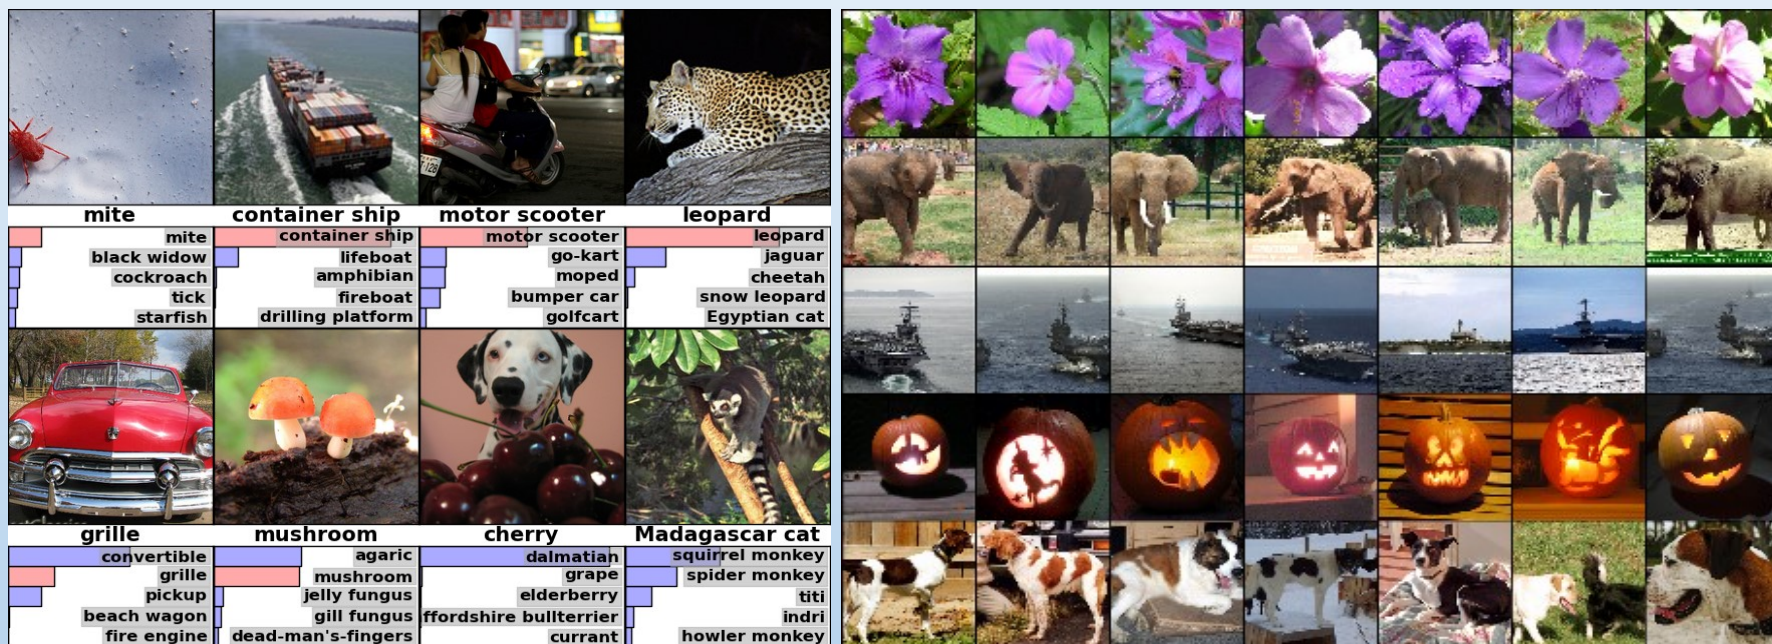 mite
mite
black widow
cockroach
tick
starfish
container ship
container ship
lifeboat
amphibian
fireboat
drilling platform
motor scooter
motor scooter
go-kart
moped
bumper car
golfcart
leopard
leopard
jaguar
cheetah
snow leopard
Egyptian cat
grille
convertible
grille
pickup
beach wagon
fire engine
mushroom
agaric
mushroom
jelly fungus
gill fungus
dead-man's-fingers
cherry
dalmatian
grape
elderberry
ffordshire bullterrier
currant
Madagascar cat
squirrel monkey
spider monkey
titi
indri
howler monkey